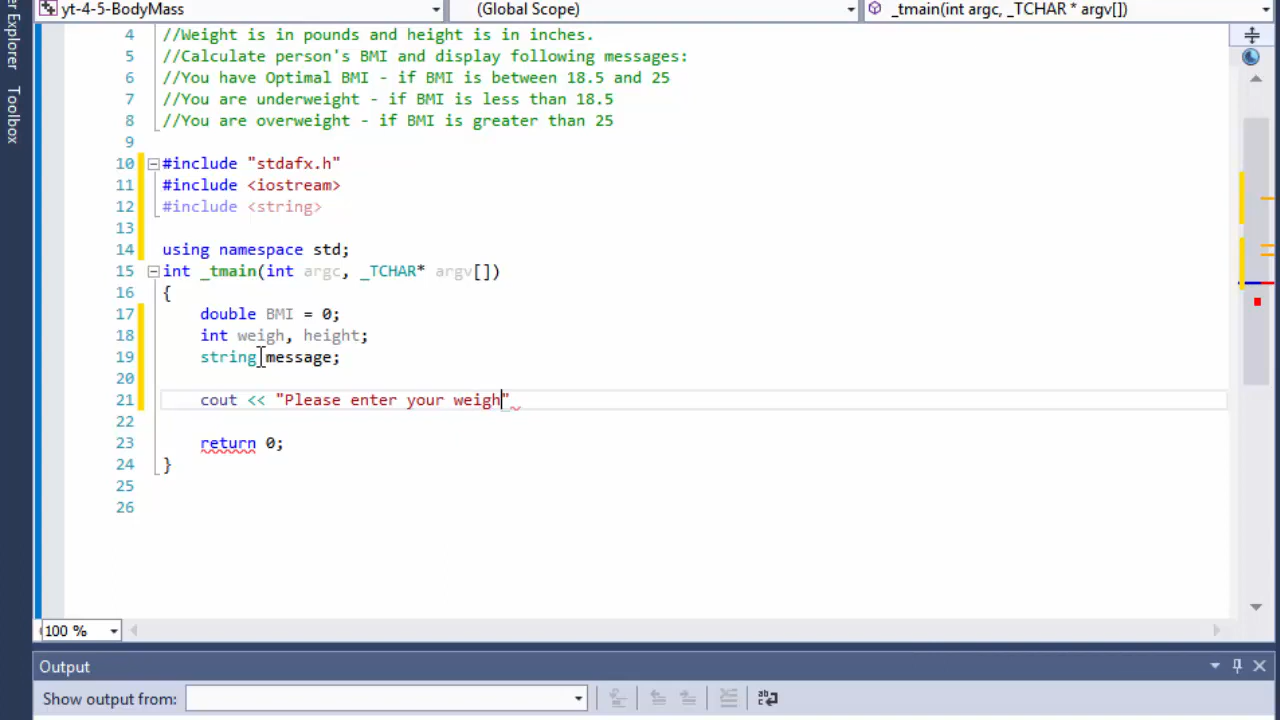 yt-4-5-BodyMass (Global Scope) _tmain(int argc, _TCHAR * argv[])
Explorer
Toolbox
4 //Weight is in pounds and height is in inches.
5 //Calculate person's BMI and display following messages:
6 //You have Optimal BMI - if BMI is between 18.5 and 25
7 //You are underweight - if BMI is less than 18.5
8 //You are overweight - if BMI is greater than 25
9
10 #include "stdafx.h"
11 #include <iostream>
12 #include <string>
13
14 using namespace std;
15 int _tmain(int argc, _TCHAR* argv[])
16 {
17 double BMI = 0;
18 int weigh, height;
19 string message;
20
21 cout << "Please enter your weigh"
22
23 return 0;
24 }
25
26
100 %
Output
Show output from: